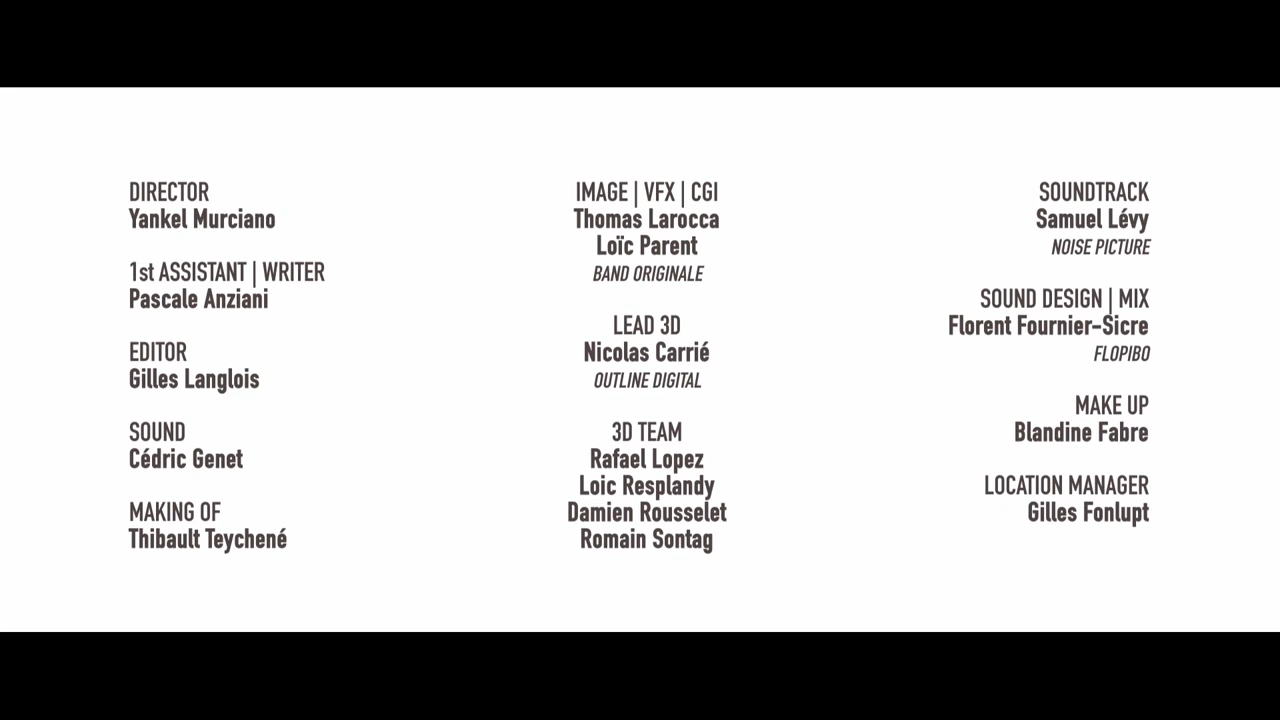 DIRECTOR
Yankel Murciano
1st ASSISTANT | WRITER
Pascale Anziani
EDITOR
Gilles Langlois
SOUND
Cédric Genet
MAKING OF
Thibault Teychené
IMAGE | VFX | CGI
Thomas Larocca
Loïc Parent
BAND ORIGINALE
LEAD 3D
Nicolas Carrié
OUTLINE DIGITAL
3D TEAM
Rafael Lopez
Loic Resplandy
Damien Rousselet
Romain Sontag
SOUNDTRACK
Samuel Lévy
NOISE PICTURE
SOUND DESIGN | MIX
Florent Fournier-Sicre
FLOPIBO
MAKE UP
Blandine Fabre
LOCATION MANAGER
Gilles Fonlupt